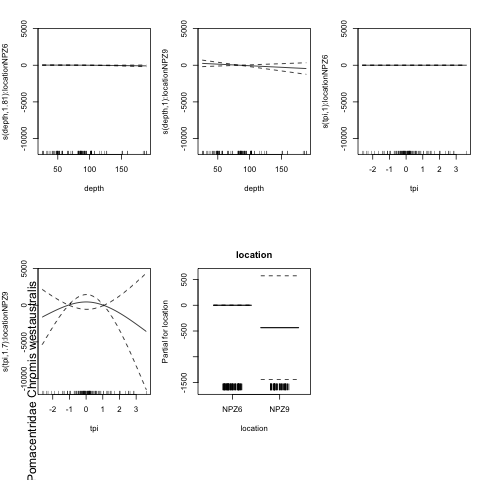 5000
0
-5000
-10000
s(depth,1.81):locationNPZ6
50
100
150
depth
5000
0
-5000
-10000
s(depth,1):locationNPZ9
50
100
150
depth
5000
0
-5000
-10000
s(tpi,1):locationNPZ6
-2
-1
0
1
2
3
tpi
5000
0
-5000
-10000
s(tpi,1.7):locationNPZ9
-2
-1
0
1
2
3
tpi
Pomacentridae Chromis westaustralis
location
500
0
-500
-1500
Partial for location
NPZ6
NPZ9
location